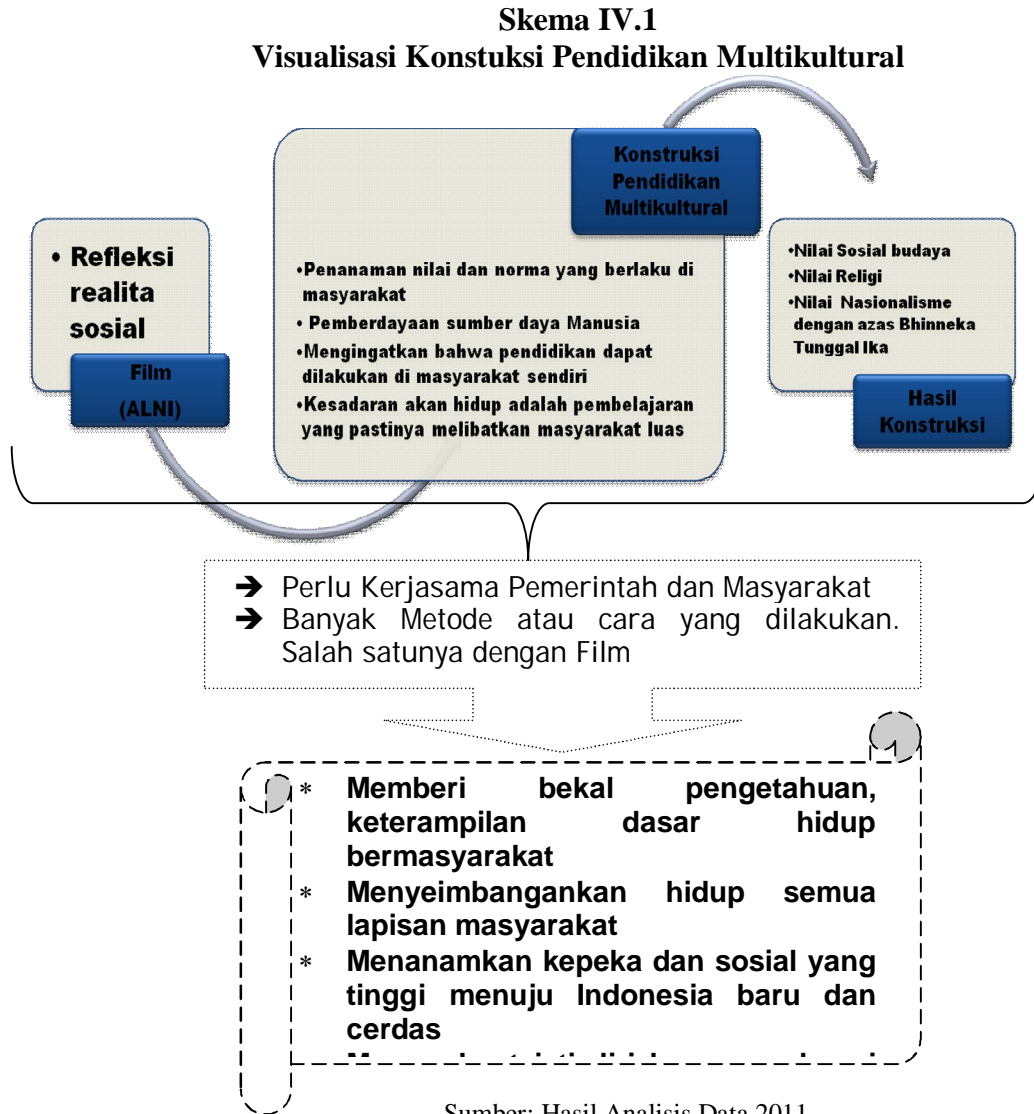 Skema IV.1
Visualisasi Konstuksi Pendidikan Multikultural
• Refleksi
realita
sosial
Film
(ALNI)
Konstruksi
Pendidikan
Multikultural
•Penanaman nilai dan norma yang berlaku di
masyarakat
• Pemberdayaan sumber daya Manusia
•Mengingatkan bahwa pendidikan dapat
dilakukan di masyarakat sendiri
•Kesadaran akan hidup adalah pembelajaran
yang pastinya melibatkan masyarakat luas
•Nilai Sosial budaya
•Nilai Religi
•Nilai Nasionalisme
dengan azas Bhinneka
Tunggal Ika
Hasil
Konstruksi
➔ Perlu Kerjasama Pemerintah dan Masyarakat
➔ Banyak Metode atau cara yang dilakukan.
Salah satunya dengan Film
* Memberi bekal pengetahuan,
keterampilan dasar hidup
bermasyarakat
* Menyeimbangankan hidup semua
lapisan masyarakat
* Menanamkan kepeka dan sosial yang
tinggi menuju Indonesia baru dan
cerdas
Sumber: Hasil Analisis Data 2011